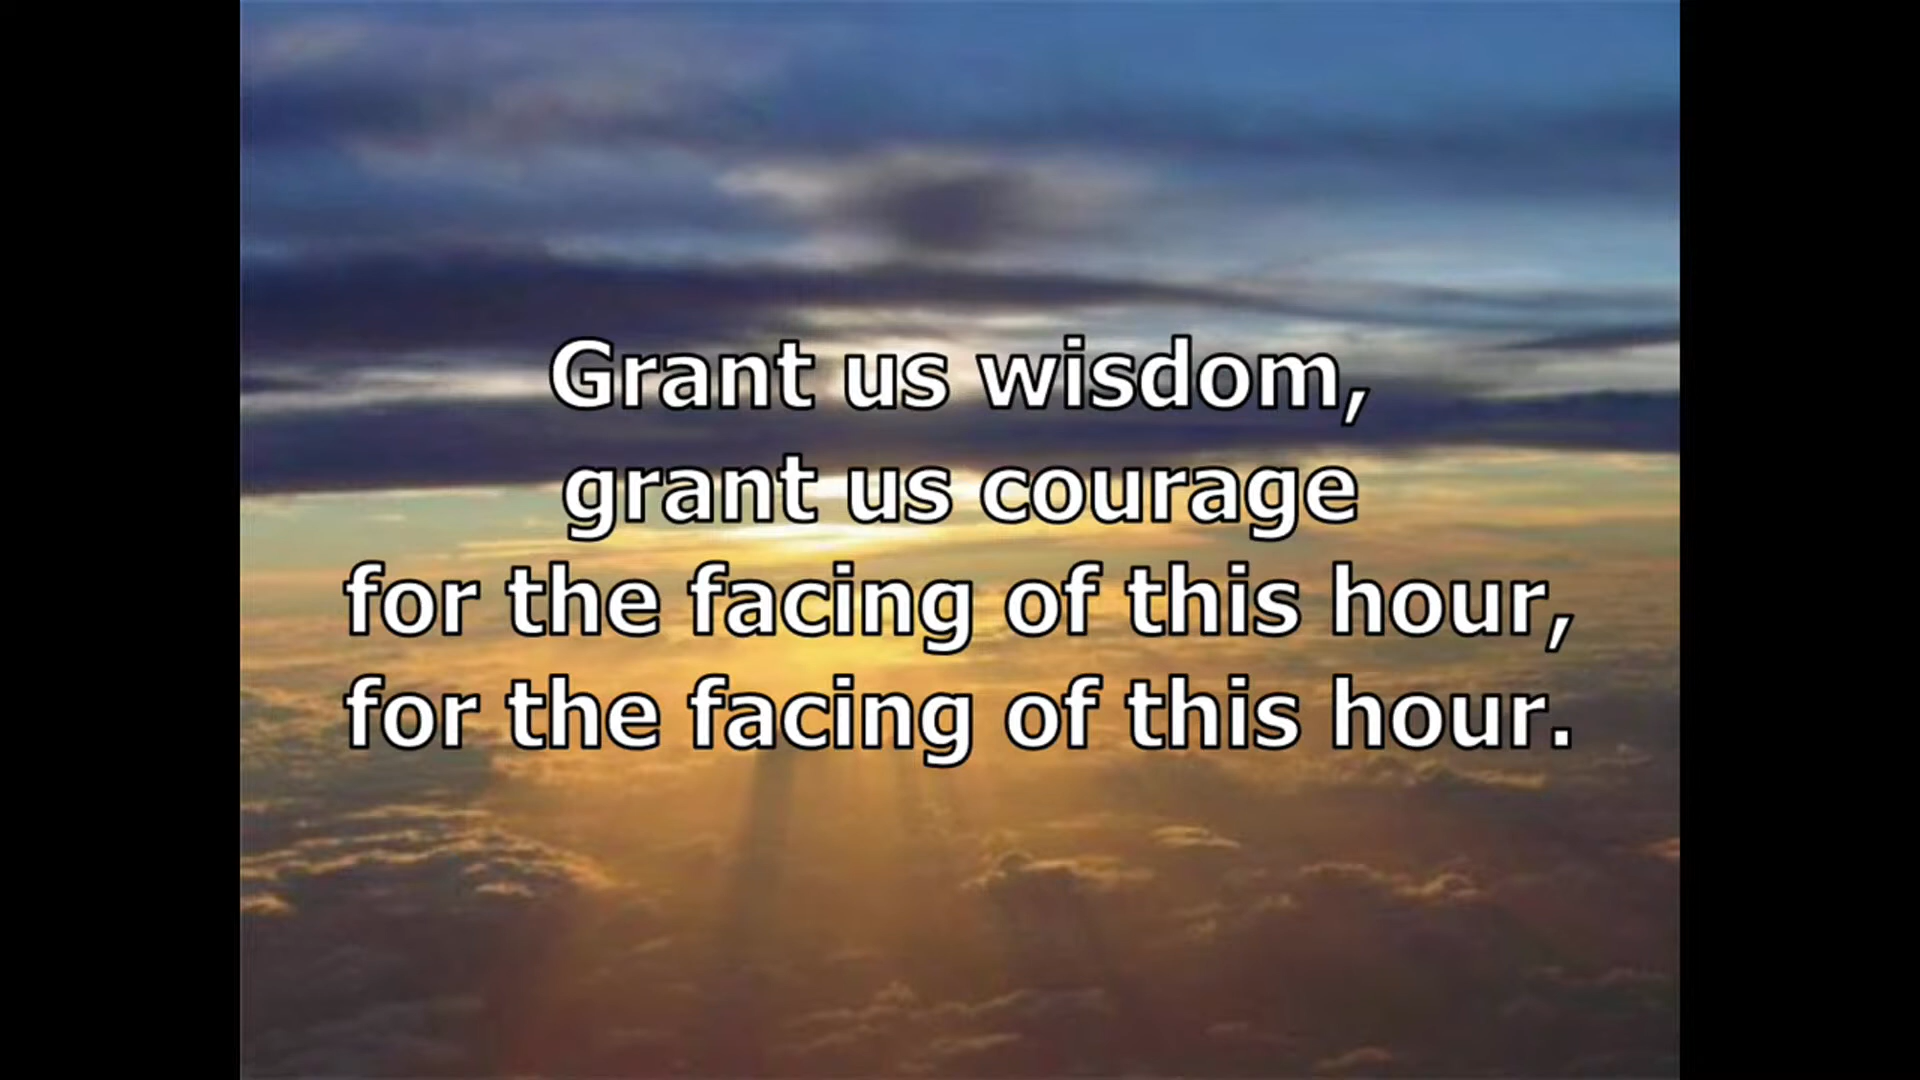 Grant us wisdom,
grant us courage
for the facing of this hour,
for the facing of this hour.